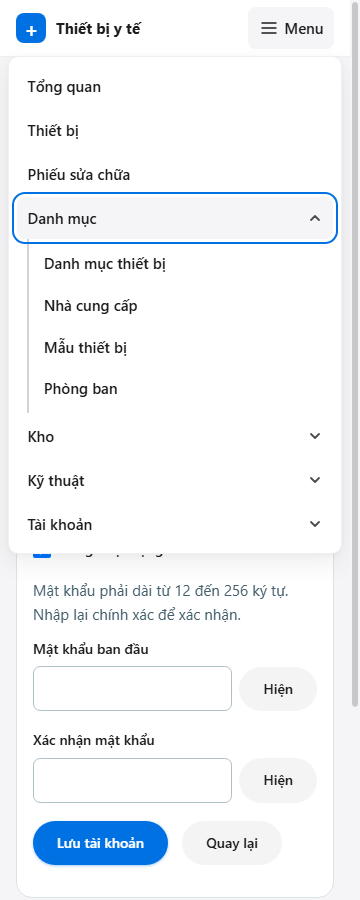 Thiết bị y tế
Menu
Tổng quan
Thiết bị
Phiếu sửa chữa
Danh mục
Danh mục thiết bị
Nhà cung cấp
Mẫu thiết bị
Phòng ban
Kho
Kỹ thuật
Tài khoản
Mật khẩu phải dài từ 12 đến 256 ký tự.
Nhập lại chính xác để xác nhận.
Mật khẩu ban đầu
Hiện
Xác nhận mật khẩu
Hiện
Lưu tài khoản
Quay lại